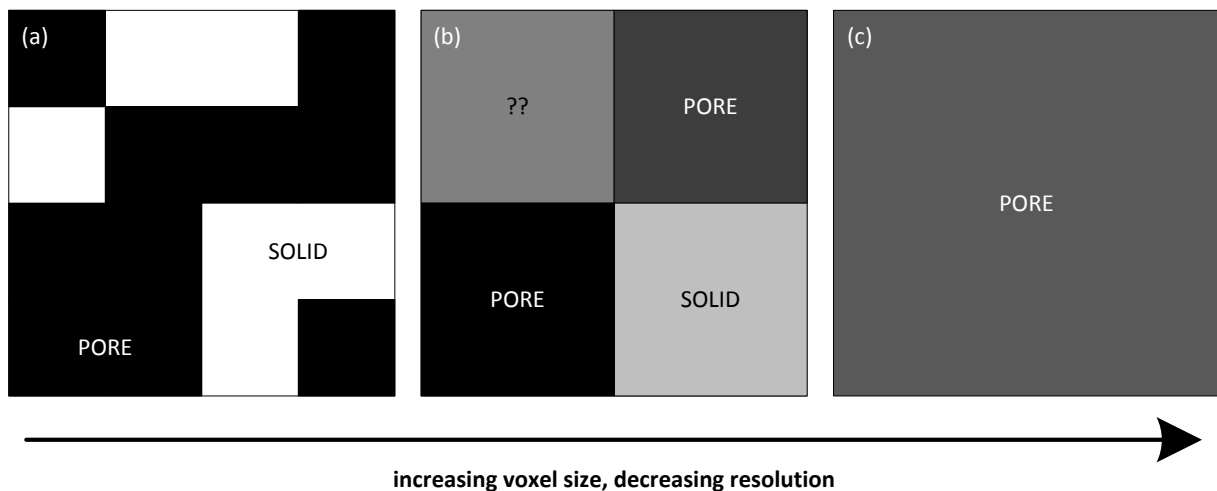 (a)
SOLID
PORE
(b)
??
PORE
PORE
SOLID
(c)
PORE
increasing voxel size, decreasing resolution